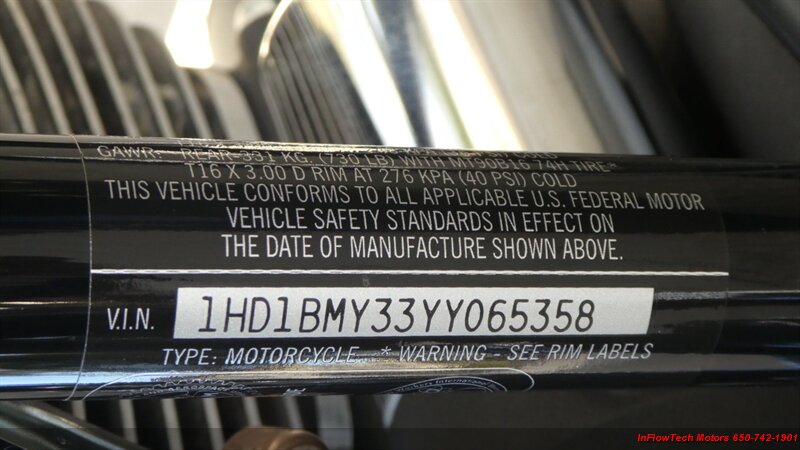 GAWR: REAR-331 KG. (730 LB) WITH MT90B16 74H TIRE*
T16 X 3.00 D RIM AT 276 KPA (40 PSI) COLD
THIS VEHICLE CONFORMS TO ALL APPLICABLE U.S. FEDERAL MOTOR
VEHICLE SAFETY STANDARDS IN EFFECT ON
THE DATE OF MANUFACTURE SHOWN ABOVE.
V.I.N. 1HD1BMY33YY065358
TYPE: MOTORCYCLE * WARNING - SEE RIM LABELS
InFlowTech Motors 650-742-1901